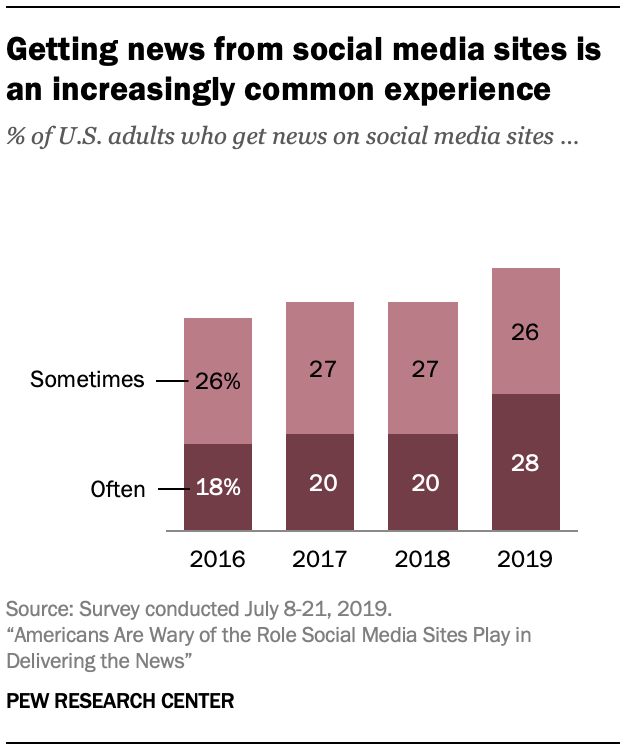 Getting news from social media sites is
an increasingly common experience
% of U.S. adults who get news on social media sites ...
Sometimes
26%
27
27
26
Often
18%
20
20
28
2016
2017
2018
2019
Source: Survey conducted July 8-21, 2019.
“Americans Are Wary of the Role Social Media Sites Play in
Delivering the News”
PEW RESEARCH CENTER